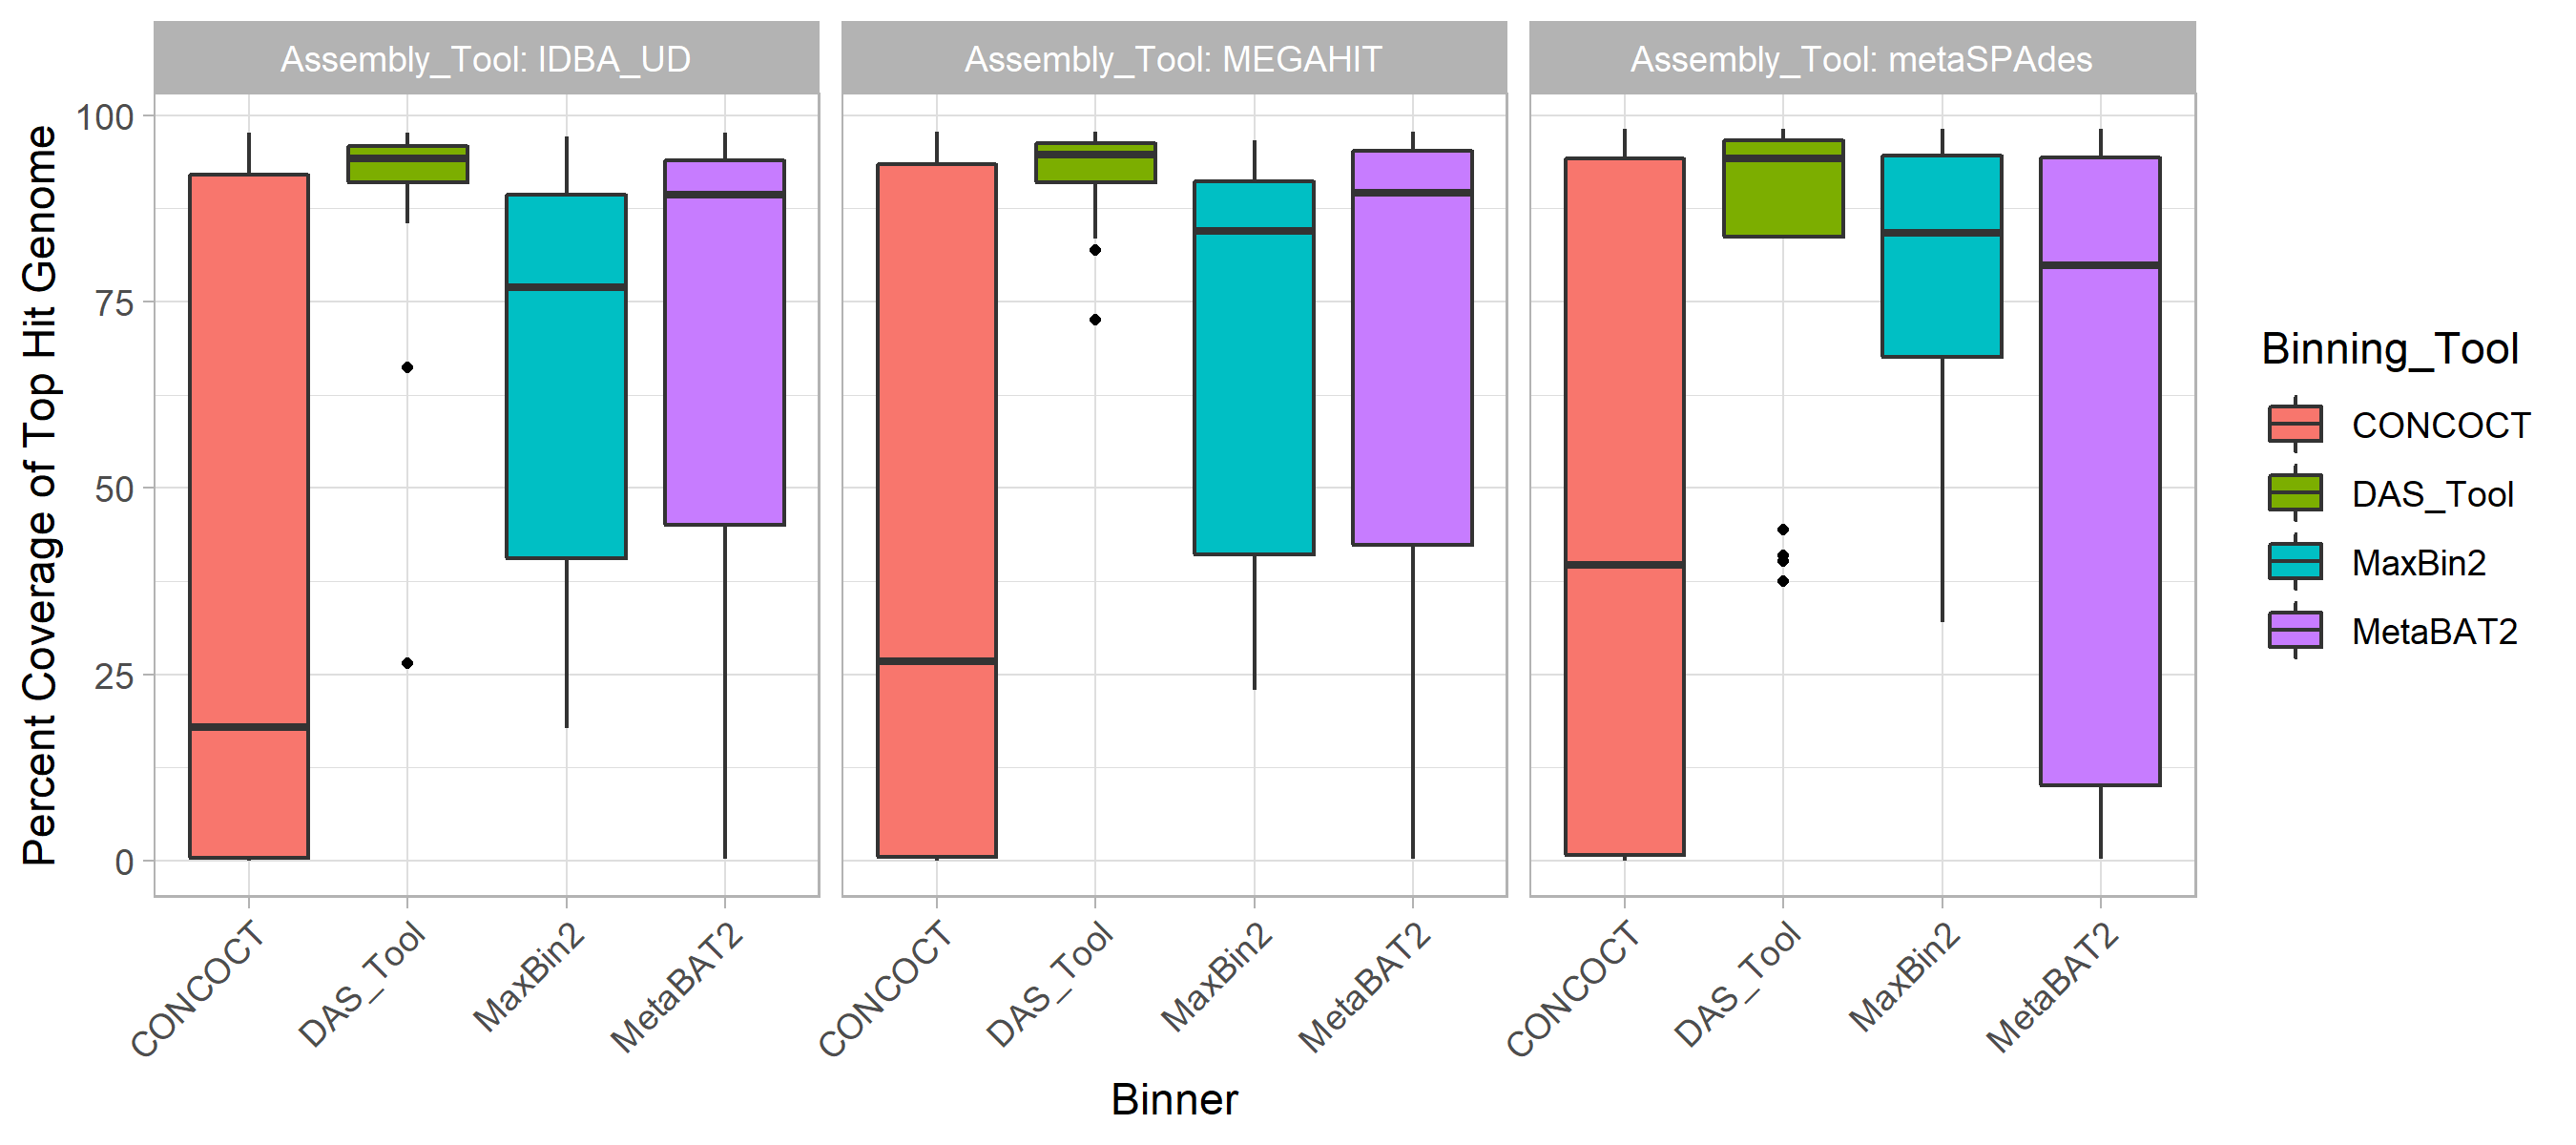 Assembly_Tool: IDBA_UD
Assembly_Tool: MEGAHIT
Assembly_Tool: metaSPAdes
Percent Coverage of Top Hit Genome
100
75
50
25
0
CONCOCT
DAS_Tool
MaxBin2
MetaBAT2
CONCOCT
DAS_Tool
MaxBin2
MetaBAT2
CONCOCT
DAS_Tool
MaxBin2
MetaBAT2
Binner
Binning_Tool
CONCOCT
DAS_Tool
MaxBin2
MetaBAT2